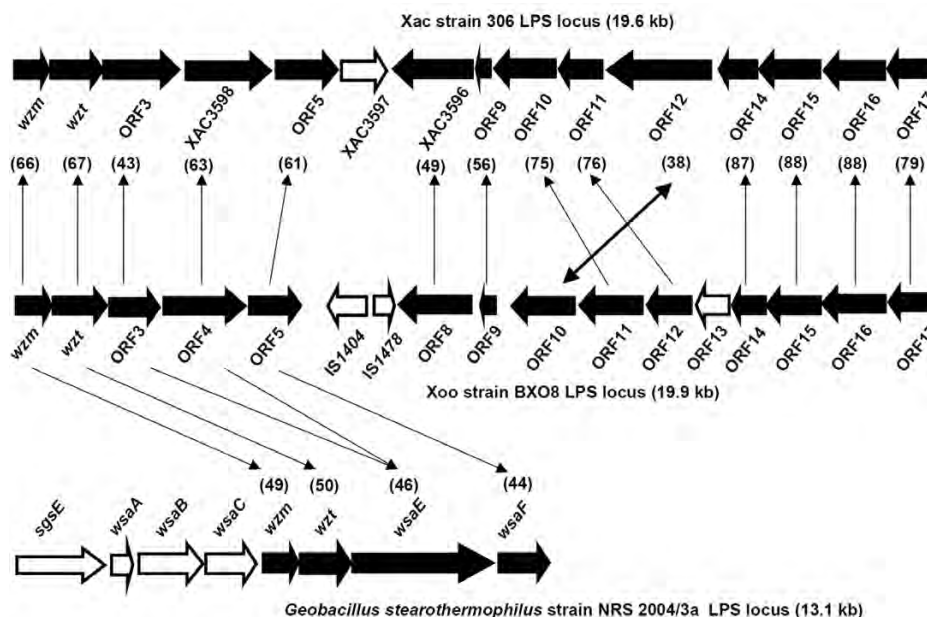 Xac strain 306 LPS locus (19.6 kb)
wzm wzt ORF3 XAC3598 ORF5 XAC3597 XAC3596 ORF9 ORF10 ORF11 ORF12 ORF14 ORF15 ORF16 ORF17
(66) (67) (43) (63) (61) (49) (56) (75) (76) (38) (87) (88) (88) (79)
wzm wzt ORF3 ORF4 ORF5 IS1404 IS1478 ORF8 ORF9 ORF10 ORF11 ORF12 ORF13 ORF14 ORF15 ORF16 ORF17
Xoo strain BXO8 LPS locus (19.9 kb)
(49) (50) (46) (44)
sgsE wsaA wsaB wsaC wzm wzt wsaE wsaF
Geobacillus stearothermophilus strain NRS 2004/3a LPS locus (13.1 kb)